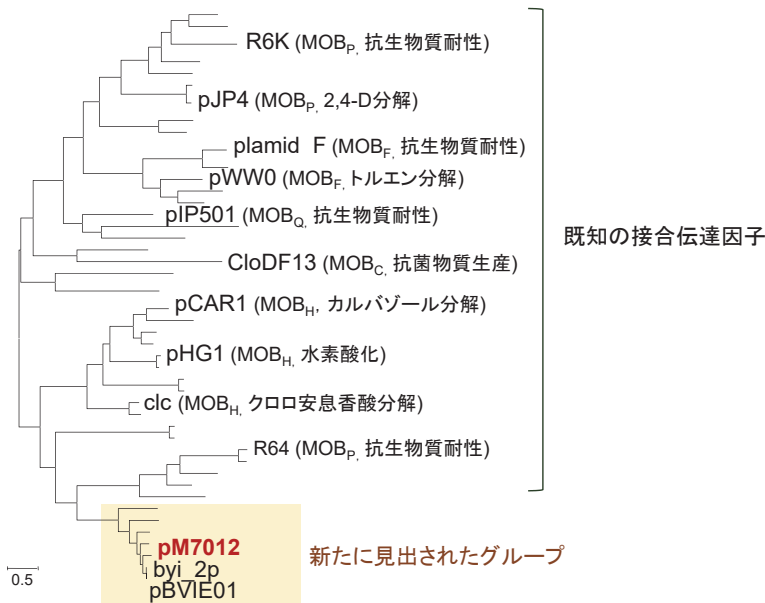 R6K (MOBP, 抗生物質耐性)
pJP4 (MOBP, 2,4-D分解)
plamid F (MOBF, 抗生物質耐性)
pWW0 (MOBF, トルエン分解)
pIP501 (MOBQ, 抗生物質耐性)
既知の接合伝達因子
CloDF13 (MOBC, 抗菌物質生産)
pCAR1 (MOBH, カルバゾール分解)
pHG1 (MOBH, 水素酸化)
clc (MOBH, クロロ安息香酸分解)
R64 (MOBP, 抗生物質耐性)
pM7012
新たに見出されたグループ
byi_2p
pBVIE01
0.5